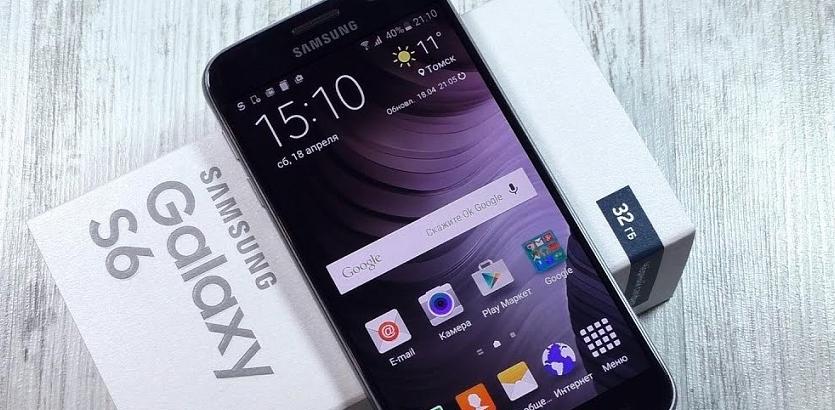 SAMSUNG
40% 21:10
11°
Томск
Обновл. 18.04 21:05
15:10
сб, 18 апреля
Google
Скажите Ok Google
E-mail
Камера
Play Маркет
Google
Интернет
Меню
SAMSUNG
Galaxy
S6
32 ГБ